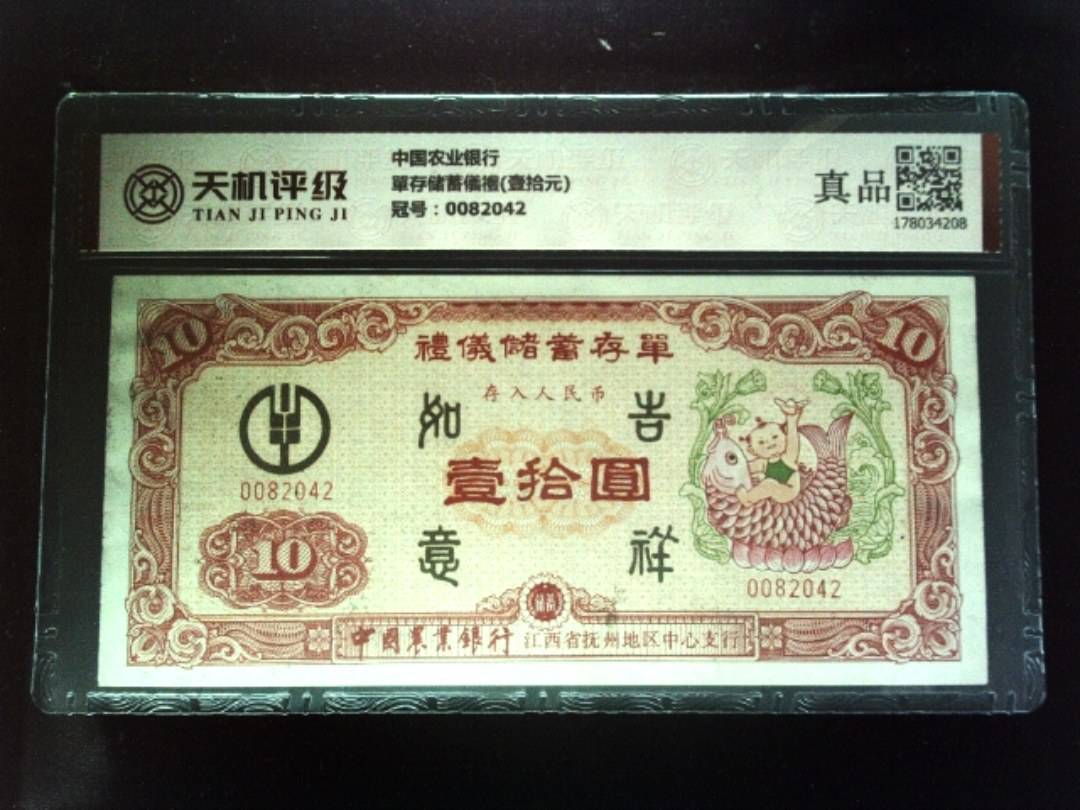 天机评级
TIAN JI PING JI
中国农业银行
單存储蓄儀禮(壹拾元)
冠号：0082042
真品
178034208
10
10
禮儀儲蓄存單
存入人民币
如 吉
壹拾圓
意 祥
0082042
10
0082042
中國農業銀行 江西省抚州地区中心支行